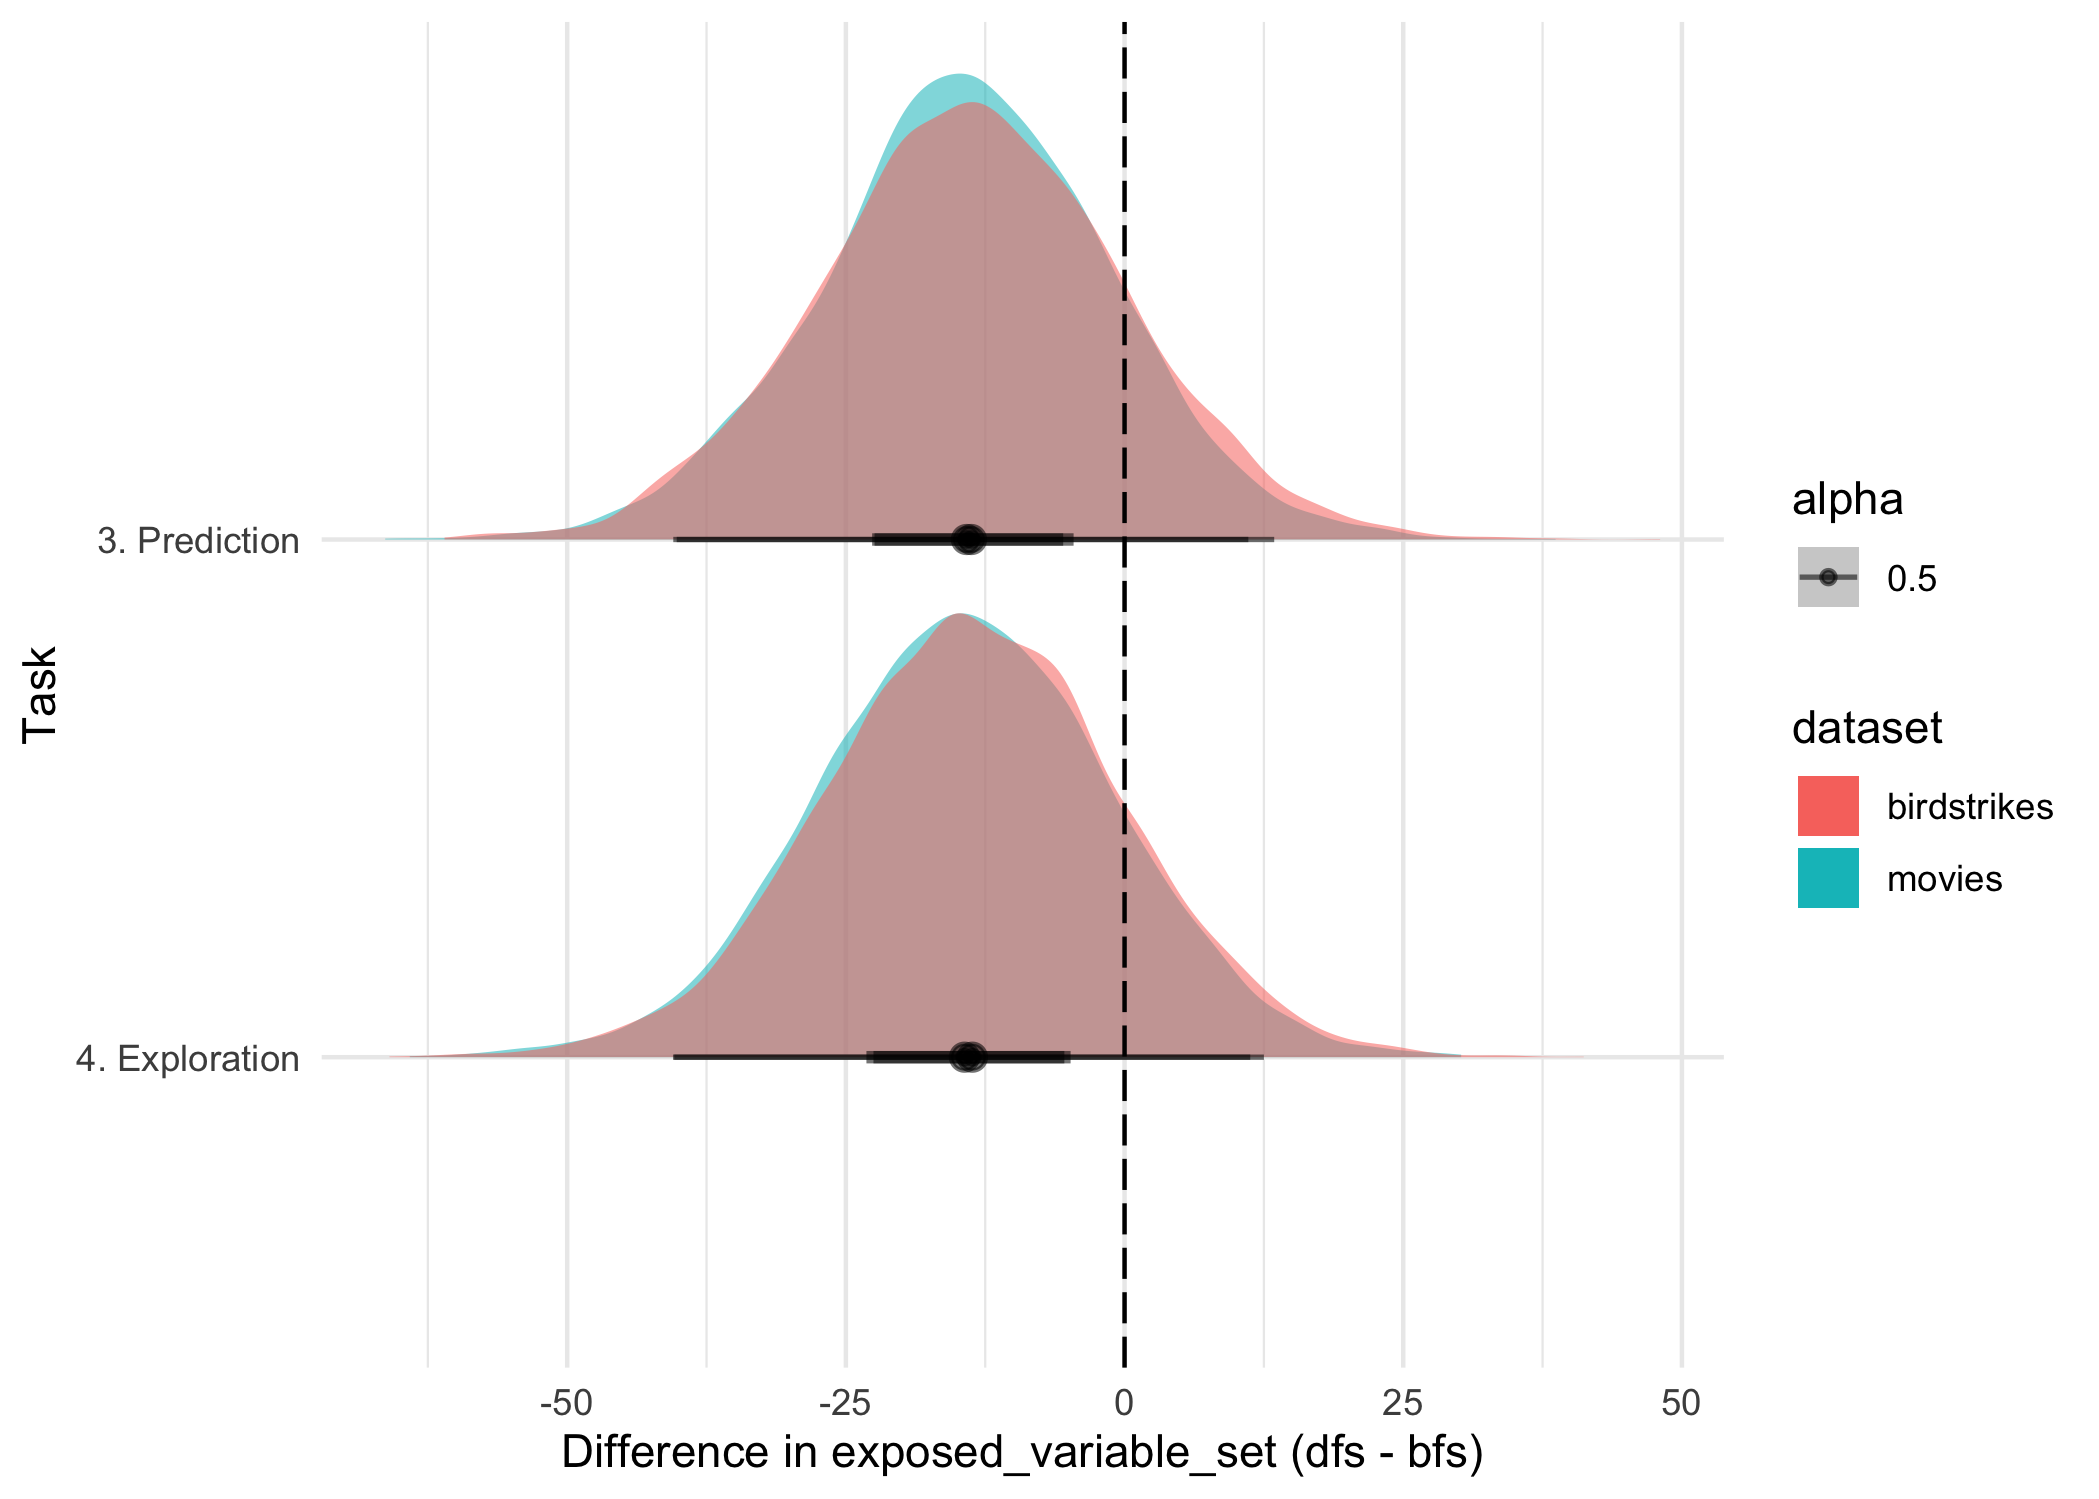 3. Prediction
4. Exploration
Task
-50 -25 0 25 50
Difference in exposed_variable_set (dfs - bfs)
alpha
0.5
dataset
birdstrikes
movies